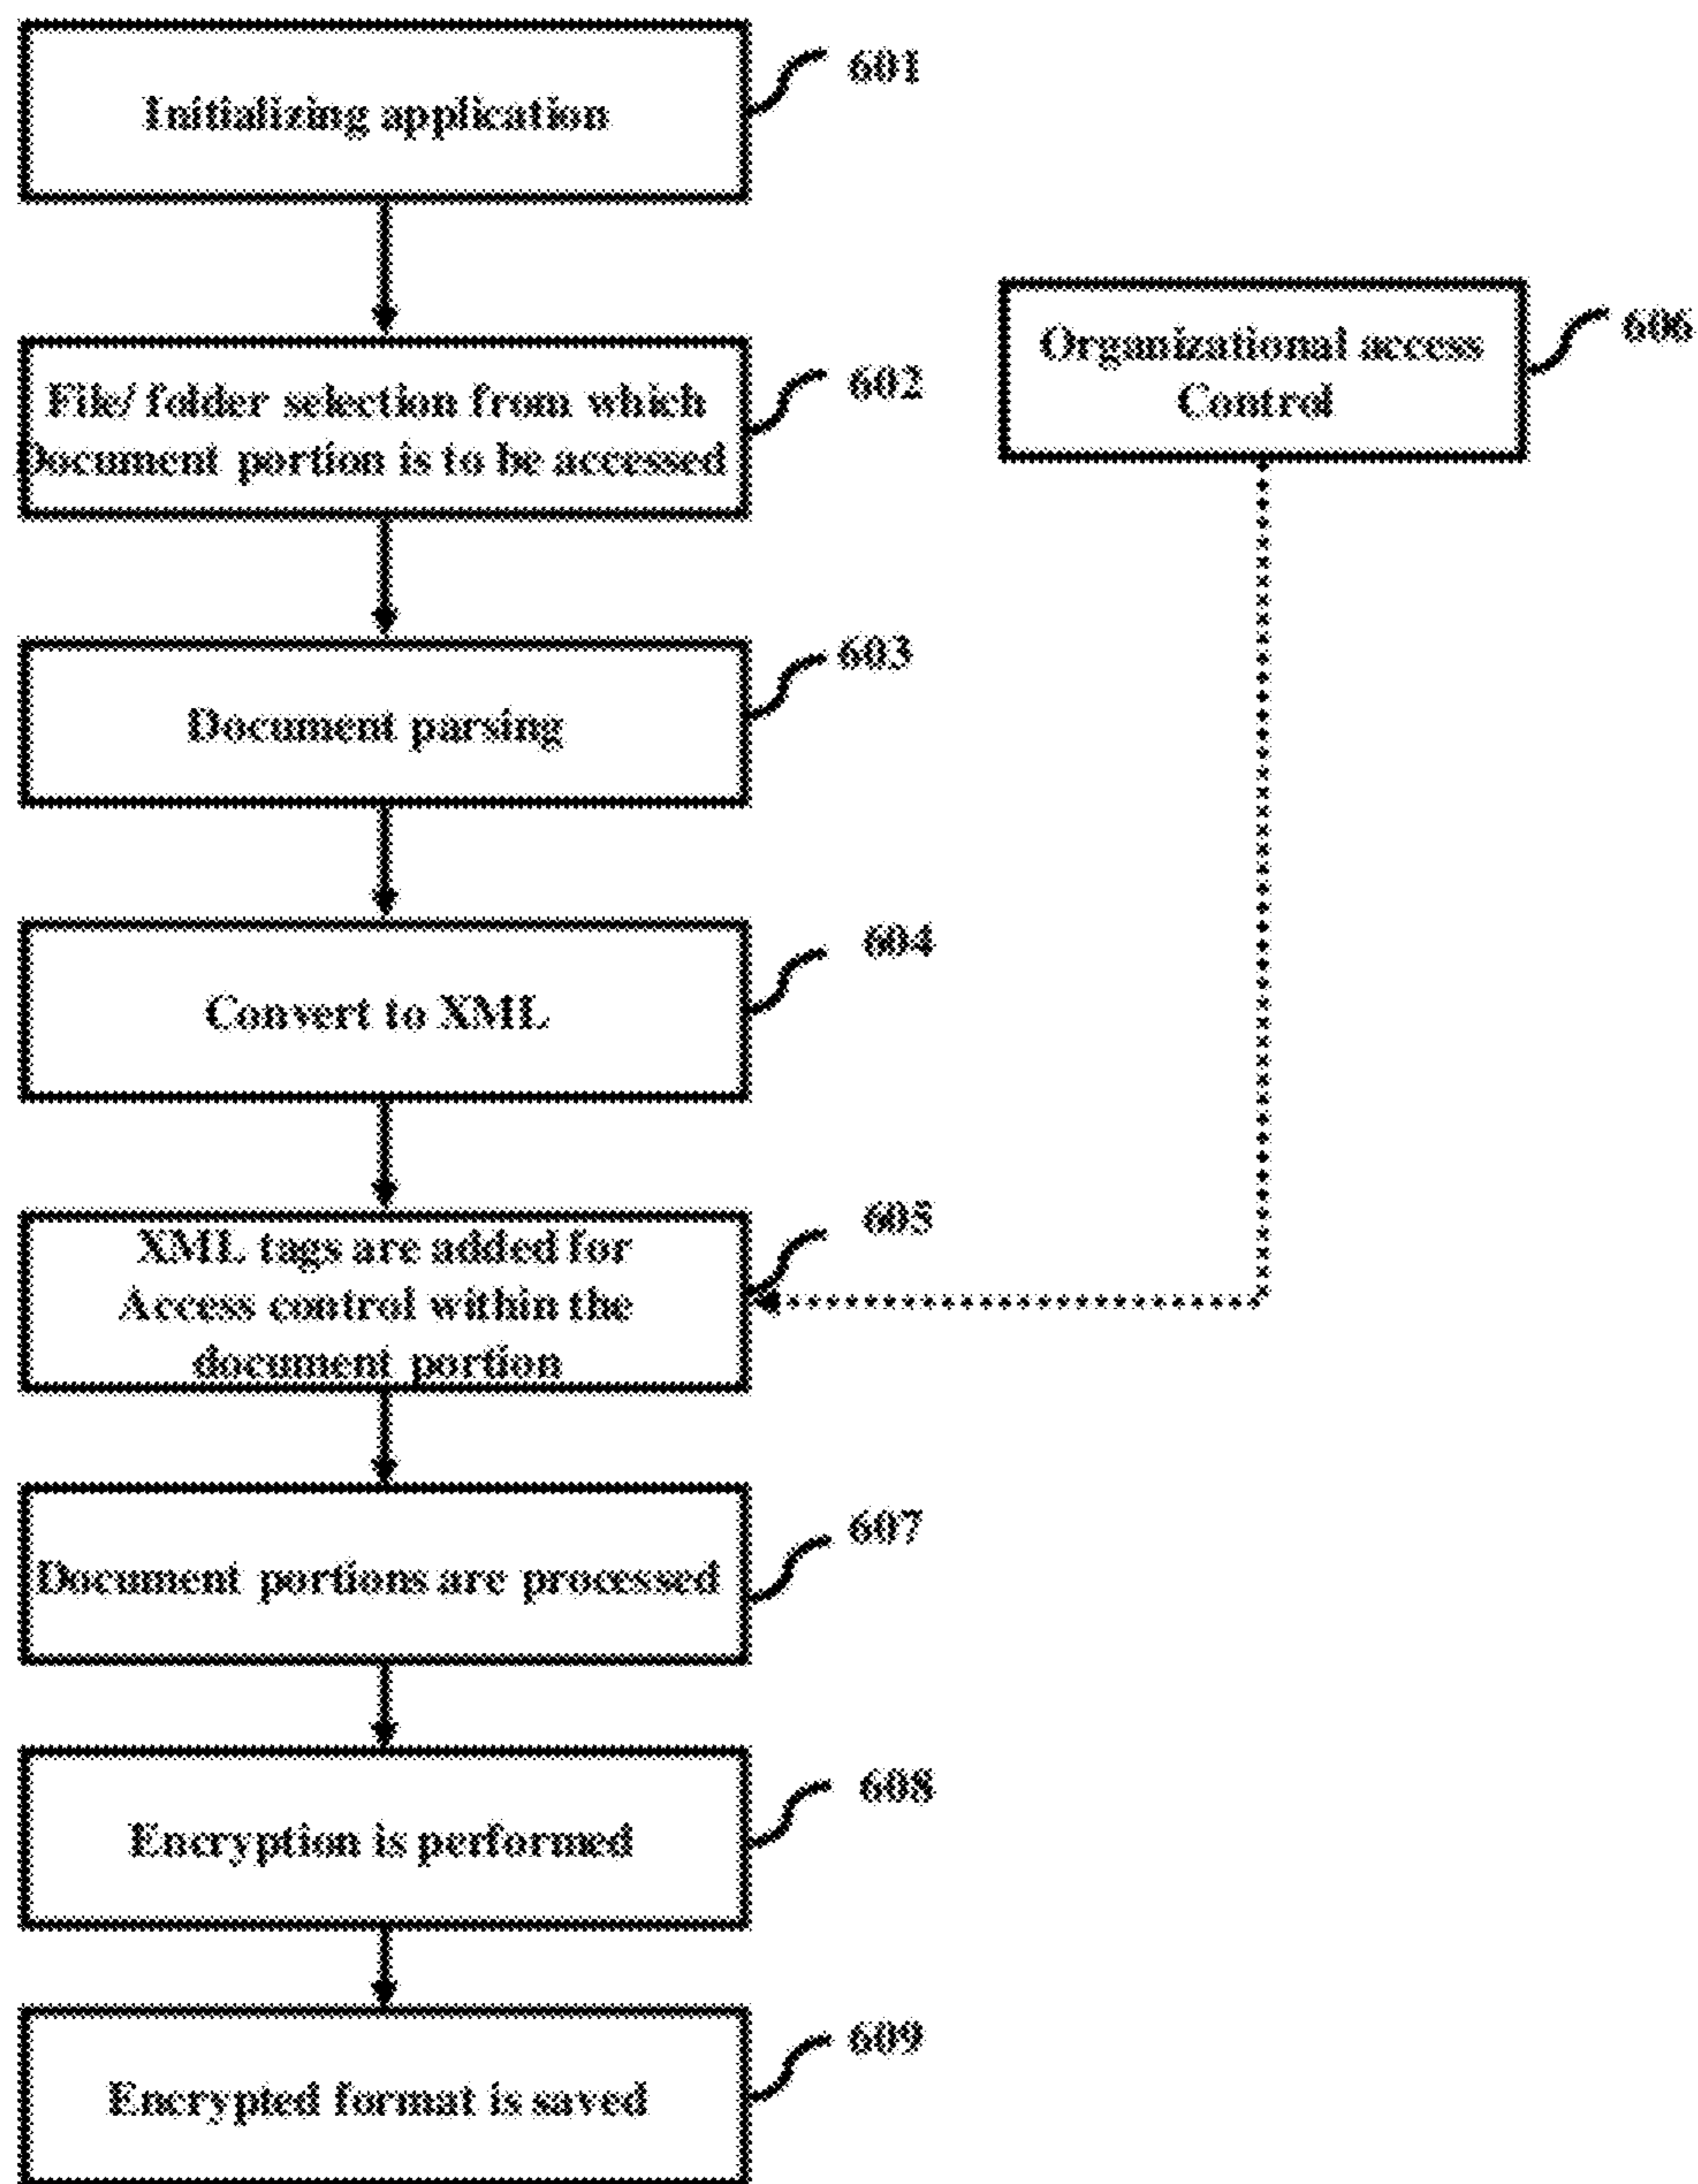 Initializing application
601
File/ folder selection from which
Document portion is to be accessed
602
Organizational access
Control
606
Document parsing
603
Convert to XML
604
XML tags are added for
Access control within the
document portion
605
Document portions are processed
607
Encryption is performed
608
Encrypted format is saved
609